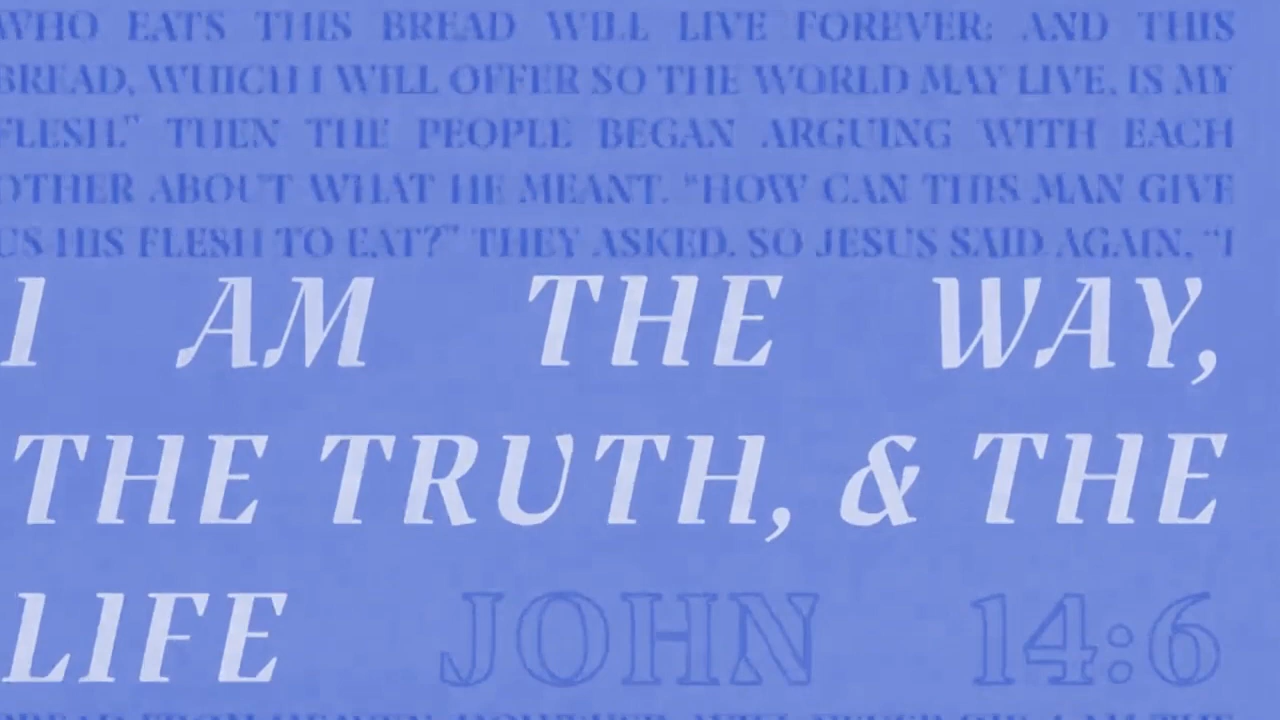 WHO EATS THIS BREAD WILL LIVE FOREVER; AND THIS
BREAD, WHICH I WILL OFFER SO THE WORLD MAY LIVE, IS MY
FLESH." THEN THE PEOPLE BEGAN ARGUING WITH EACH
OTHER ABOUT WHAT HE MEANT. "HOW CAN THIS MAN GIVE
US HIS FLESH TO EAT?" THEY ASKED. SO JESUS SAID AGAIN, "I
I AM THE WAY,
THE TRUTH, & THE
LIFE JOHN 14:6